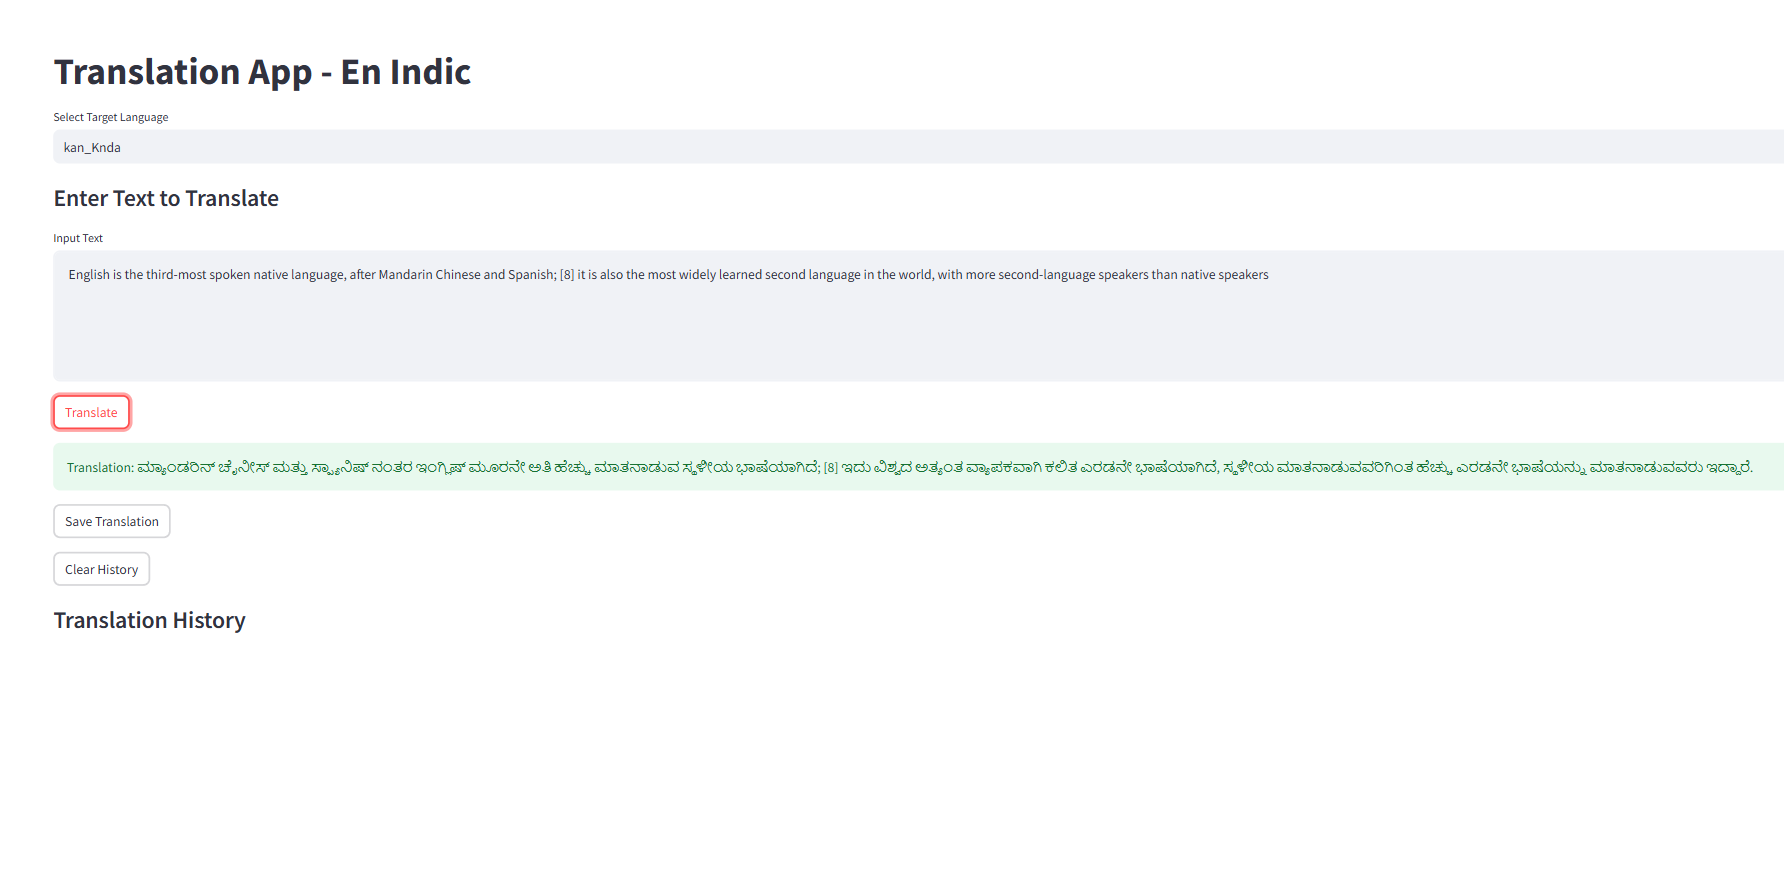 Translation App - En Indic
Select Target Language
kan_Knda
Enter Text to Translate
Input Text
English is the third-most spoken native language, after Mandarin Chinese and Spanish; [8] it is also the most widely learned second language in the world, with more second-language speakers than native speakers
Translate
Translation: ಮ್ಯಾಂಡರಿನ್ ಚೈನೀಸ್ ಮತ್ತು ಸ್ಪ್ಯಾನಿಷ್ ನಂತರ ಇಂಗ್ಲಿಷ್ ಮೂರನೇ ಅತಿ ಹೆಚ್ಚು ಮಾತನಾಡುವ ಸ್ಥಳೀಯ ಭಾಷೆಯಾಗಿದೆ; [8] ಇದು ವಿಶ್ವದ ಅತ್ಯಂತ ವ್ಯಾಪಕವಾಗಿ ಕಲಿತ ಎರಡನೇ ಭಾಷೆಯಾಗಿದೆ, ಸ್ಥಳೀಯ ಮಾತನಾಡುವವರಿಗಿಂತ ಹೆಚ್ಚು ಎರಡನೇ ಭಾಷೆಯನ್ನು ಮಾತನಾಡುವವರು ಇದ್ದಾರೆ.
Save Translation
Clear History
Translation History